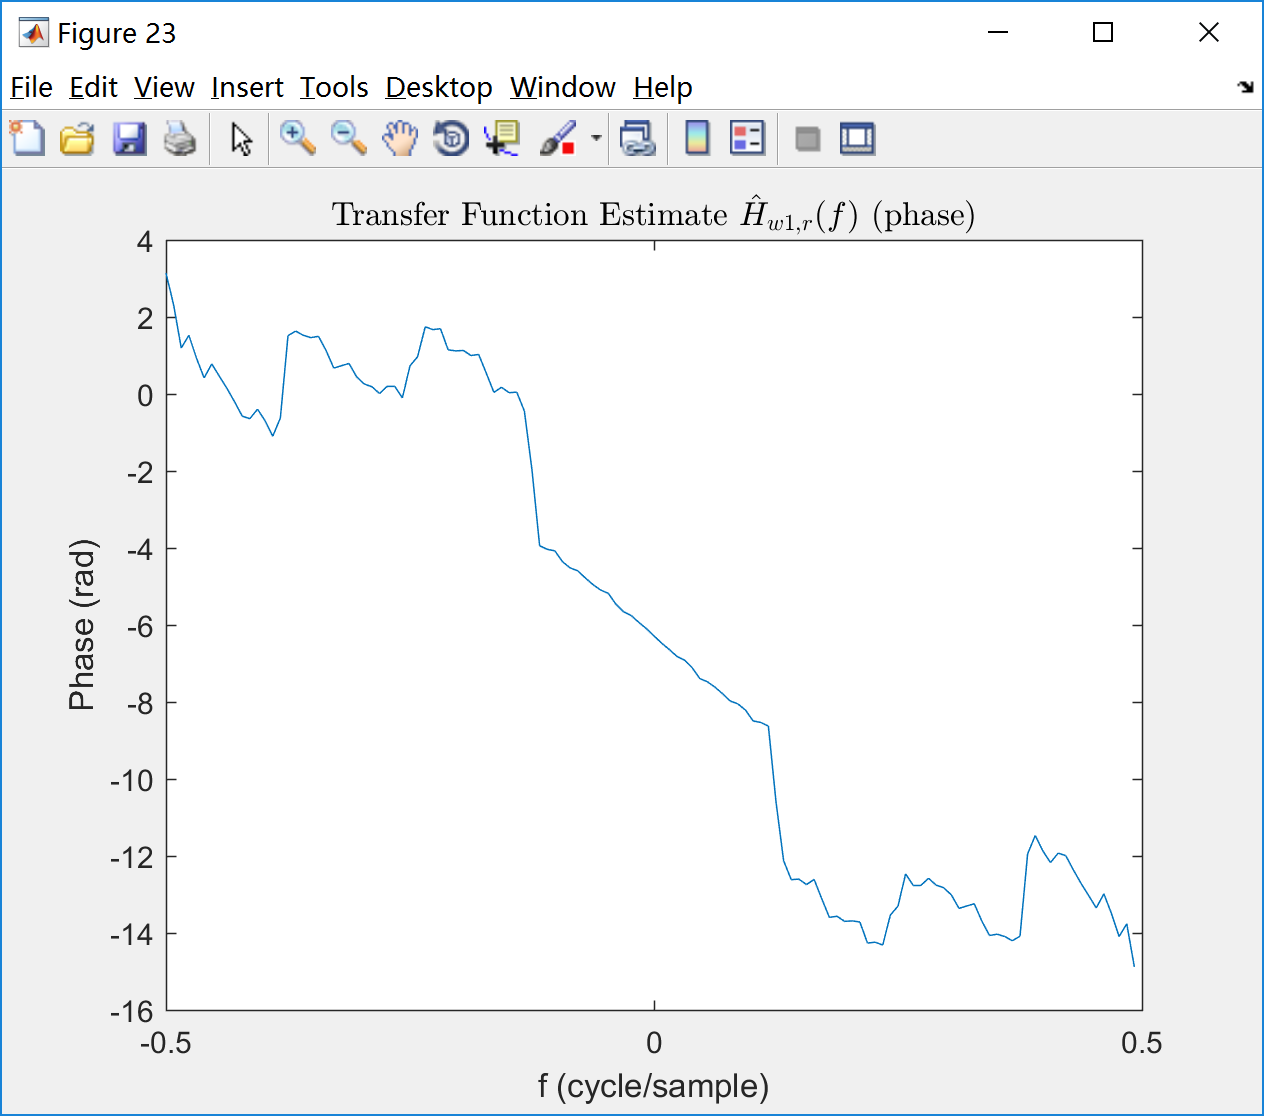 Figure 23
File Edit View Insert Tools Desktop Window Help
Transfer Function Estimate Ĥw1,r(f) (phase)
4
2
0
-2
-4
-6
-8
-10
-12
-14
-16
Phase (rad)
-0.5 0 0.5
f (cycle/sample)